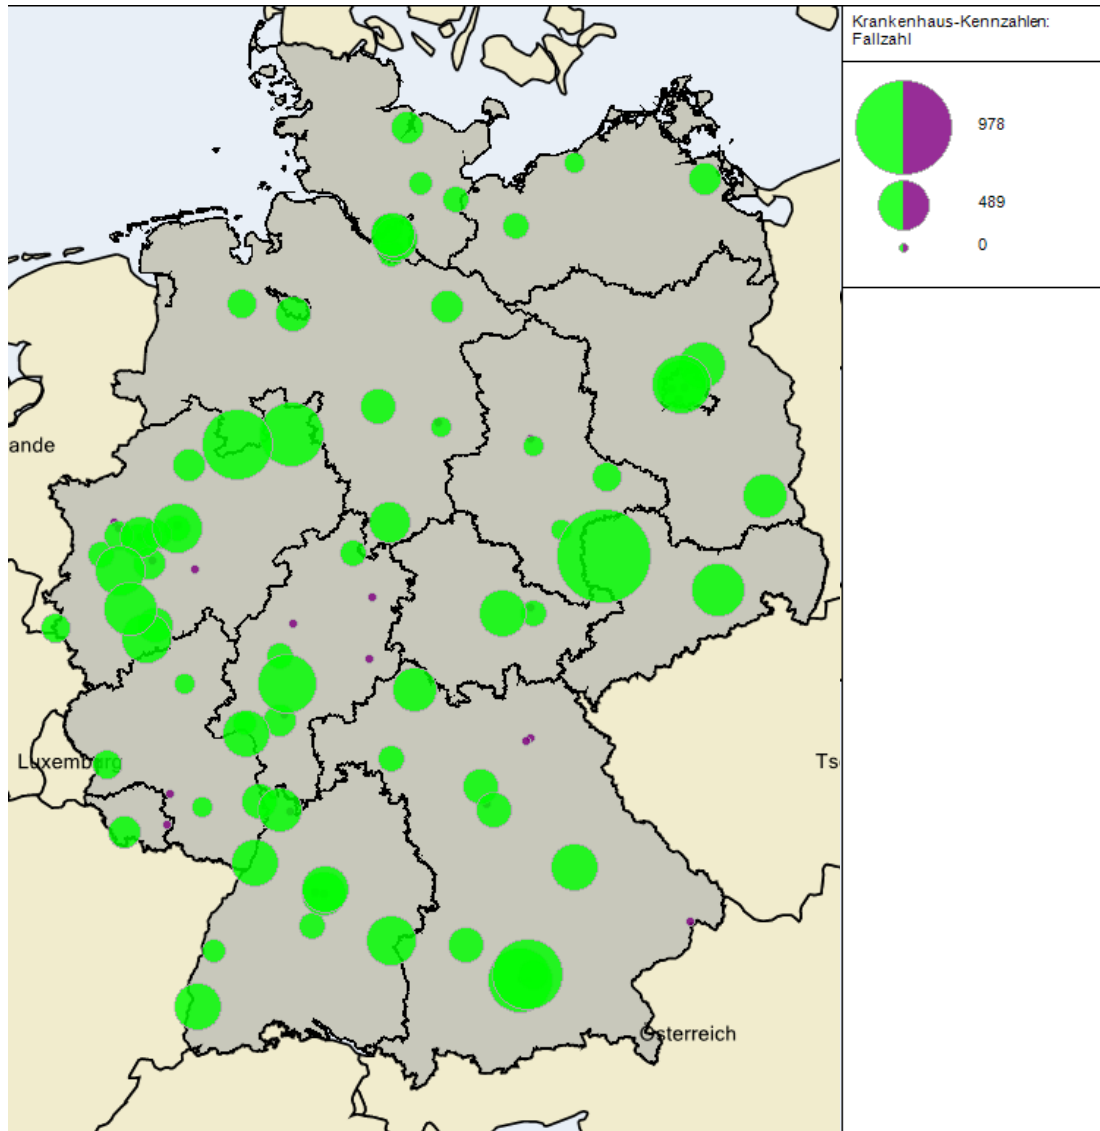 Krankenhaus-Kennzahlen:
Fallzahl
978
489
0
ande
Luxemburg
Ts
Österreich